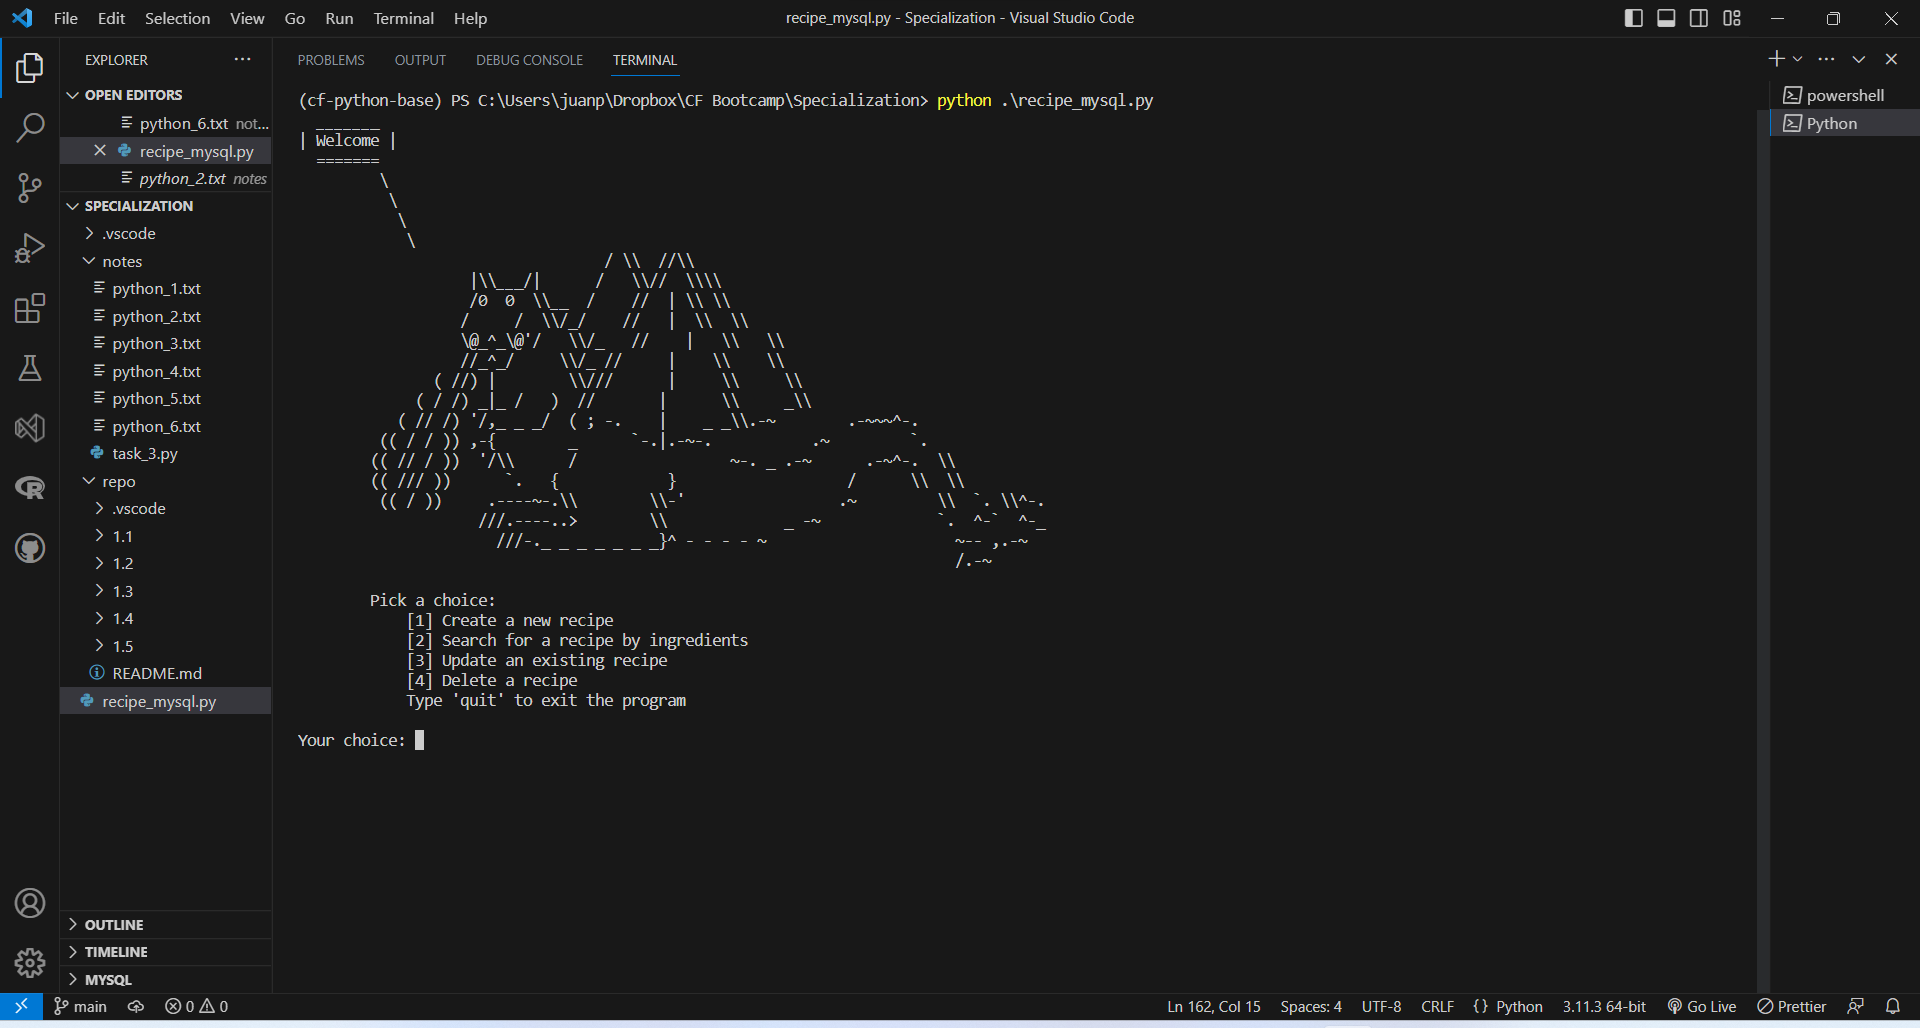 File Edit Selection View Go Run Terminal Help
recipe_mysql.py - Specialization - Visual Studio Code
EXPLORER
OPEN EDITORS
python_6.txt not...
recipe_mysql.py
python_2.txt notes
SPECIALIZATION
.vscode
notes
python_1.txt
python_2.txt
python_3.txt
python_4.txt
python_5.txt
python_6.txt
task_3.py
repo
.vscode
1.1
1.2
1.3
1.4
1.5
README.md
recipe_mysql.py
OUTLINE
TIMELINE
MYSQL
PROBLEMS OUTPUT DEBUG CONSOLE TERMINAL
(cf-python-base) PS C:\Users\juanp\Dropbox\CF Bootcamp\Specialization> python .\recipe_mysql.py
| Welcome |
Pick a choice:
[1] Create a new recipe
[2] Search for a recipe by ingredients
[3] Update an existing recipe
[4] Delete a recipe
Type 'quit' to exit the program
Your choice:
powershell
Python
main 0 0
Ln 162, Col 15 Spaces: 4 UTF-8 CRLF {} Python 3.11.3 64-bit Go Live Prettier